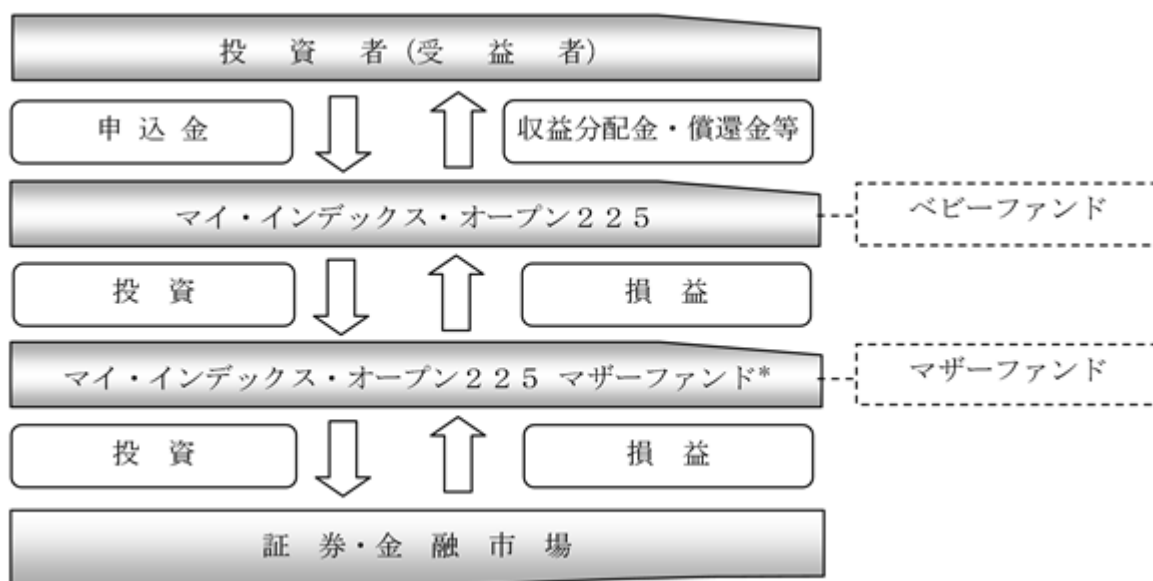 投資者(受益者)
申込金
収益分配金・償還金等
マイ・インデックス・オープン２２５
ベビーファンド
投資
損益
マイ・インデックス・オープン２２５ マザーファンド*
マザーファンド
投資
損益
証券・金融市場